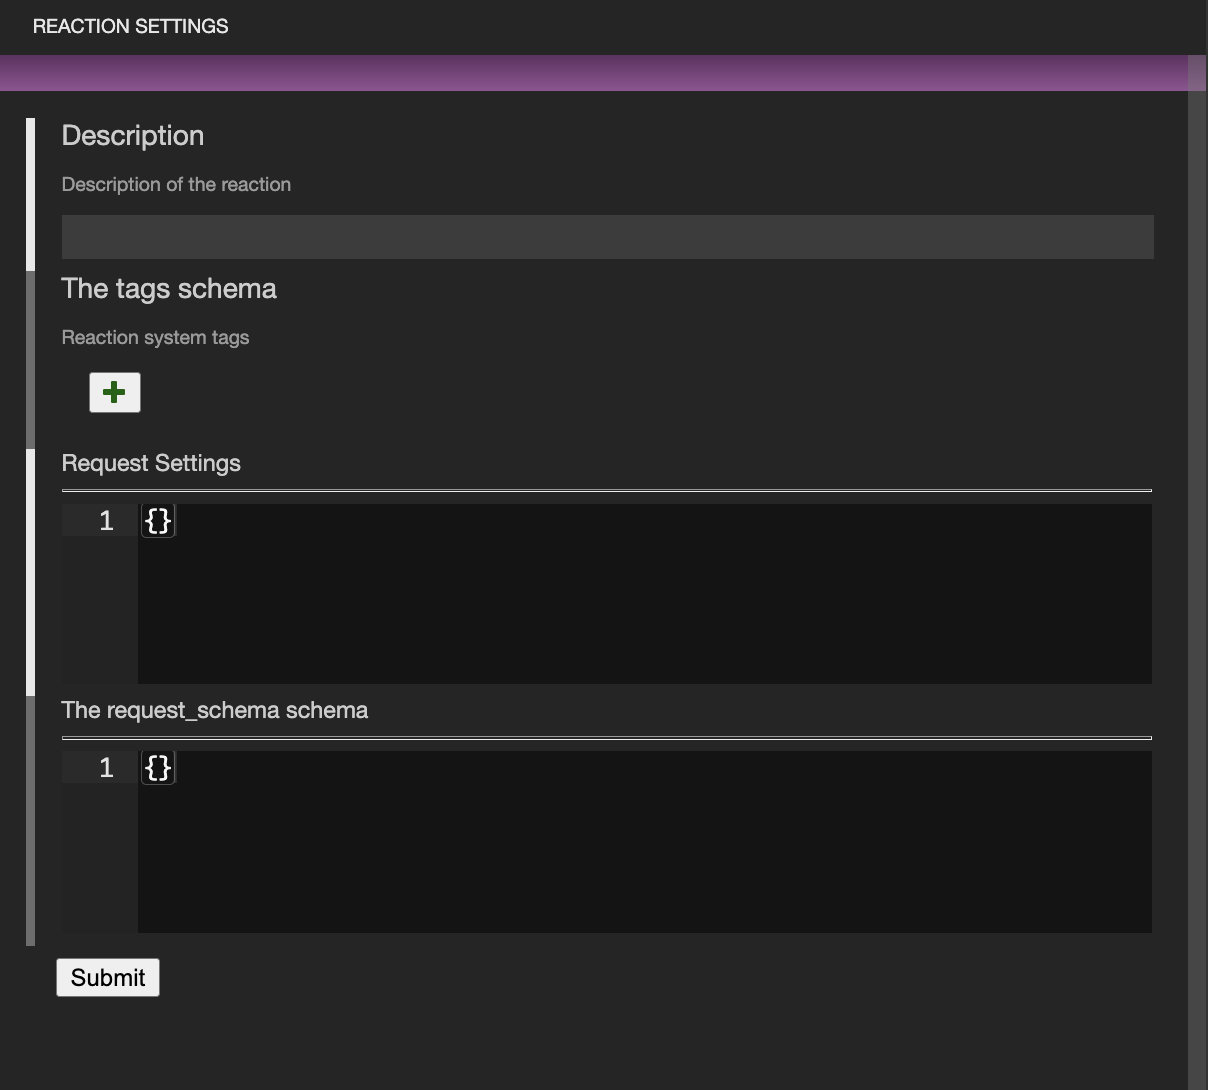 REACTION SETTINGS
Description
Description of the reaction
The tags schema
Reaction system tags
Request Settings
1 {}
The request_schema schema
1 {}
Submit